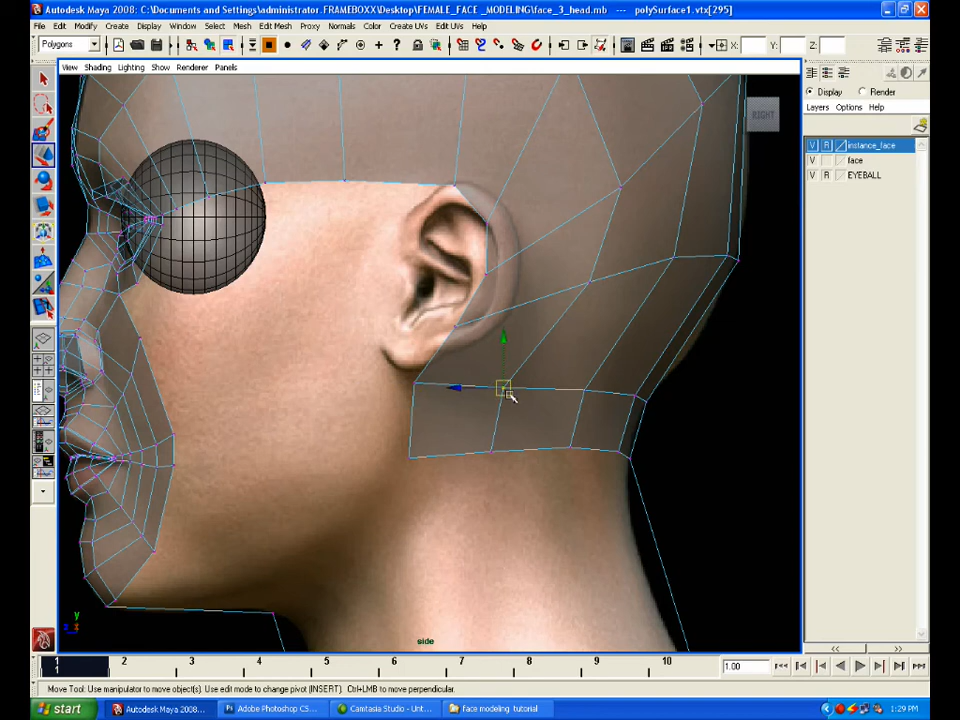 Autodesk Maya 2008: C:\Documents and Settings\administrator.FRAMEBOXX\Desktop\FEMALE_FACE _MODELING\face_3_head.mb --- polySurface1.vtx[295]
File Edit Modify Create Display Window Select Mesh Edit Mesh Proxy Normals Color Create UVs Edit UVs Help
Polygons X: Y: Z:
View Shading Lighting Show Renderer Panels
Display Render
Layers Options Help
RIGHT
V R instance_face
V face
V R EYEBALL
y
z x
side
1 2 3 4 5 6 7 8 9 10
1
1.00
Move Tool: Use manipulator to move object(s). Use edit mode to change pivot (INSERT). Ctrl+LMB to move perpendicular.
start Autodesk Maya 2008... Adobe Photoshop CS... Camtasia Studio - Unt... face modeling tutorial 1:29 PM